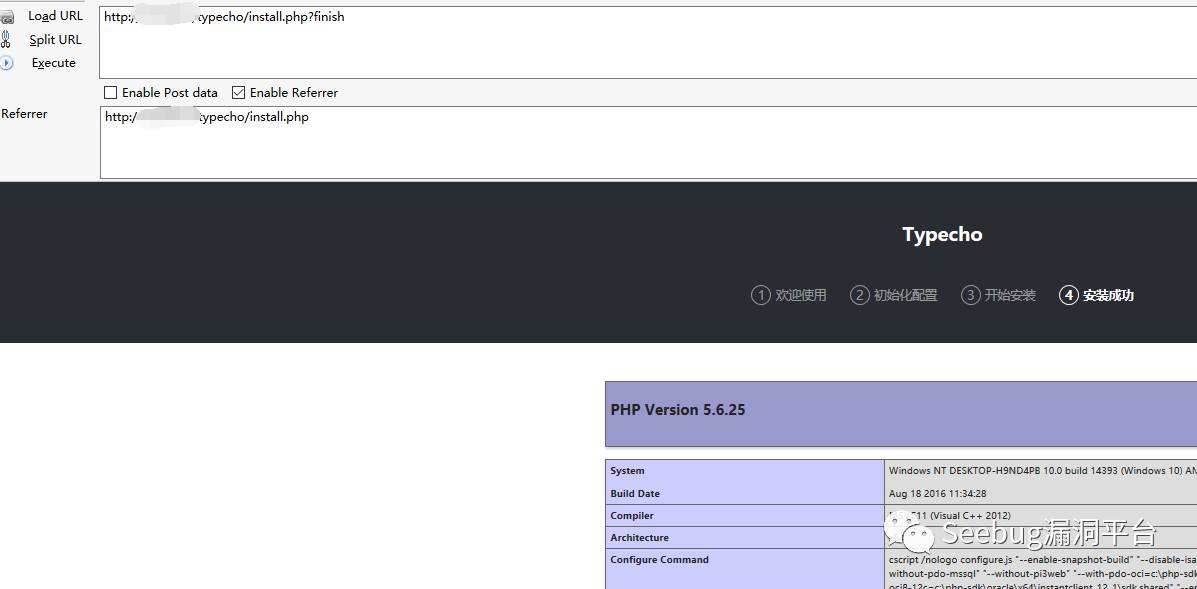 Load URL
http:/ typecho/install.php?finish
Split URL
Execute
Enable Post data Enable Referrer
Referrer
http:/ typecho/install.php
Typecho
1 欢迎使用 2 初始化配置 3 开始安装 4 安装成功
PHP Version 5.6.25
System Windows NT DESKTOP-H9ND4PB 10.0 build 14393 (Windows 10) AM
Build Date Aug 18 2016 11:34:28
Compiler 11 (Visual C++ 2012)
Architecture
Seebug漏洞平台
Configure Command cscript /nologo configure.js "--enable-snapshot-build" "--disable-isa
without-pdo-mssql" "--without-pi3web" "--with-pdo-oci=c:\php-sdk
oci8-12c=c:\php-sdk\oracle\x64\instantclient_12_1\sdk,shared" "--e